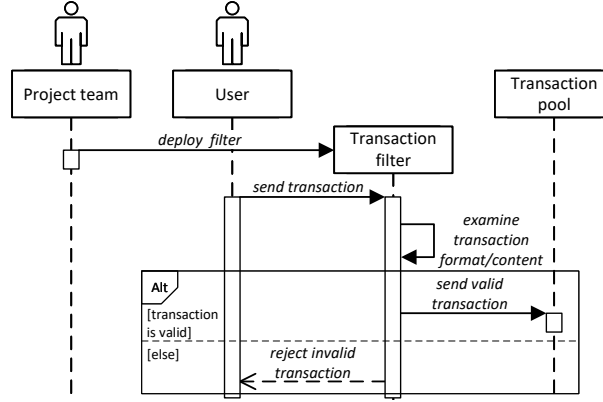 Project team
User
Transaction
pool
deploy filter
Transaction
filter
send transaction
examine
transaction
format/content
Alt
send valid
transaction
[transaction
is valid]
[else]
reject invalid
transaction